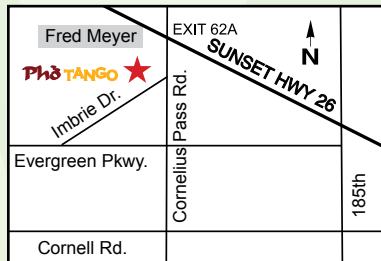 Fred Meyer
EXIT 62A
N
SUNSET HWY 26
Phở TANGO
Imbrie Dr.
Cornelius Pass Rd.
Evergreen Pkwy.
185th
Cornell Rd.